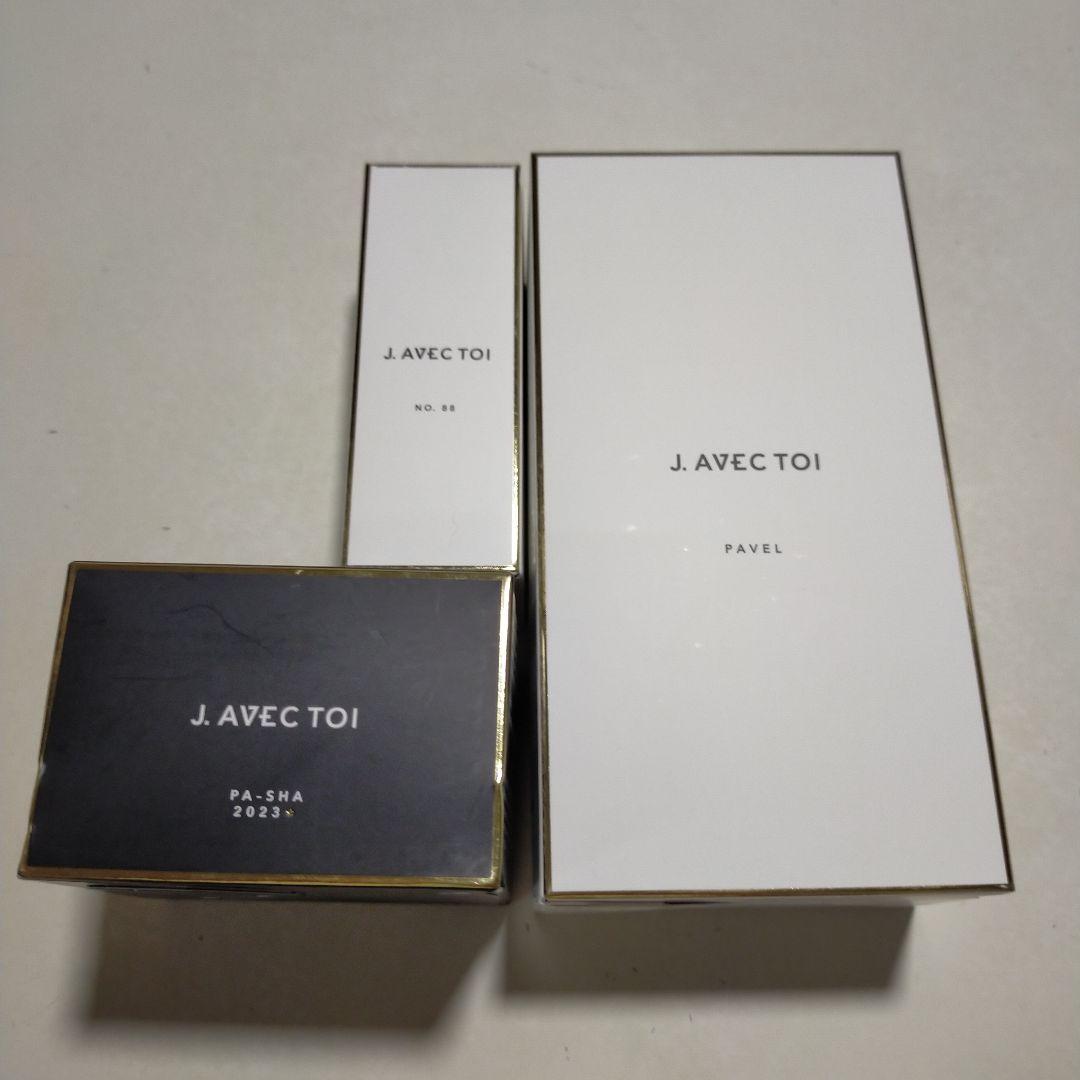 J. AVEC TOI
NO. 88
J. AVEC TOI
PAVEL
J. AVEC TOI
PA-SHA
2023